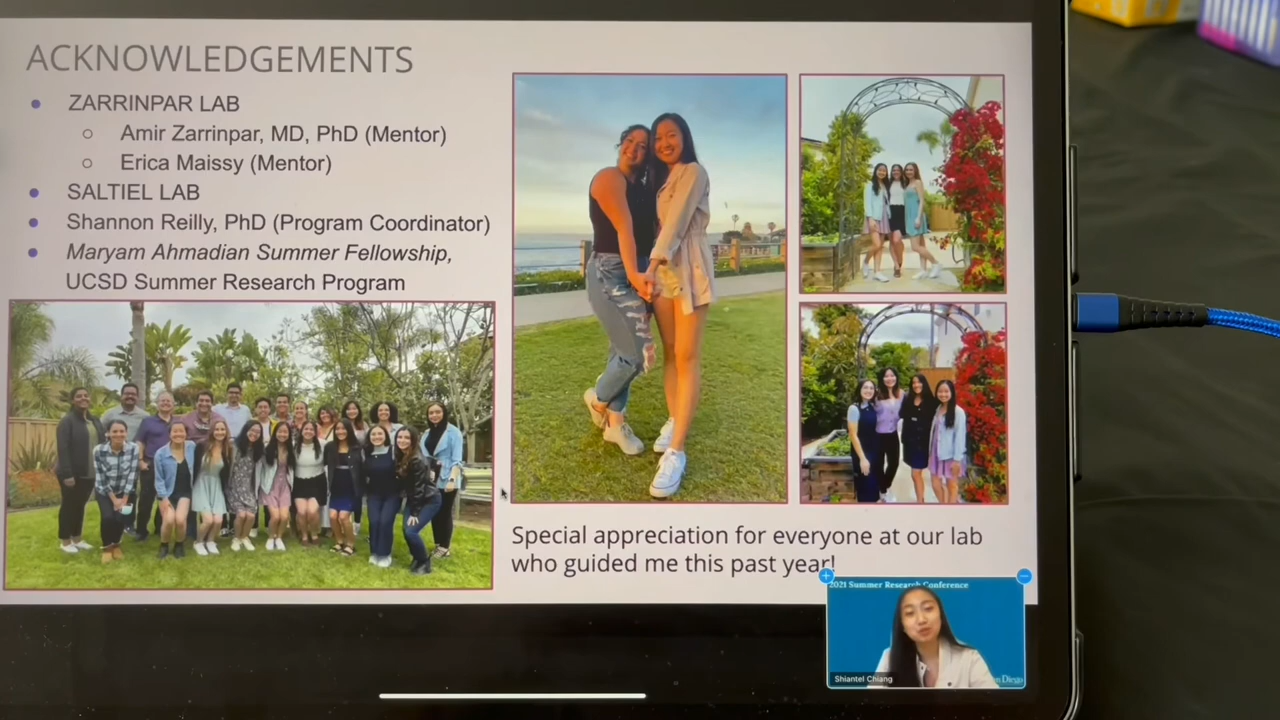 ACKNOWLEDGEMENTS
ZARRINPAR LAB
Amir Zarrinpar, MD, PhD (Mentor)
Erica Maissy (Mentor)
SALTIEL LAB
Shannon Reilly, PhD (Program Coordinator)
Maryam Ahmadian Summer Fellowship,
UCSD Summer Research Program
Special appreciation for everyone at our lab
who guided me this past year!
2021 Summer Research Conference
Shiantel Chiang
Diego